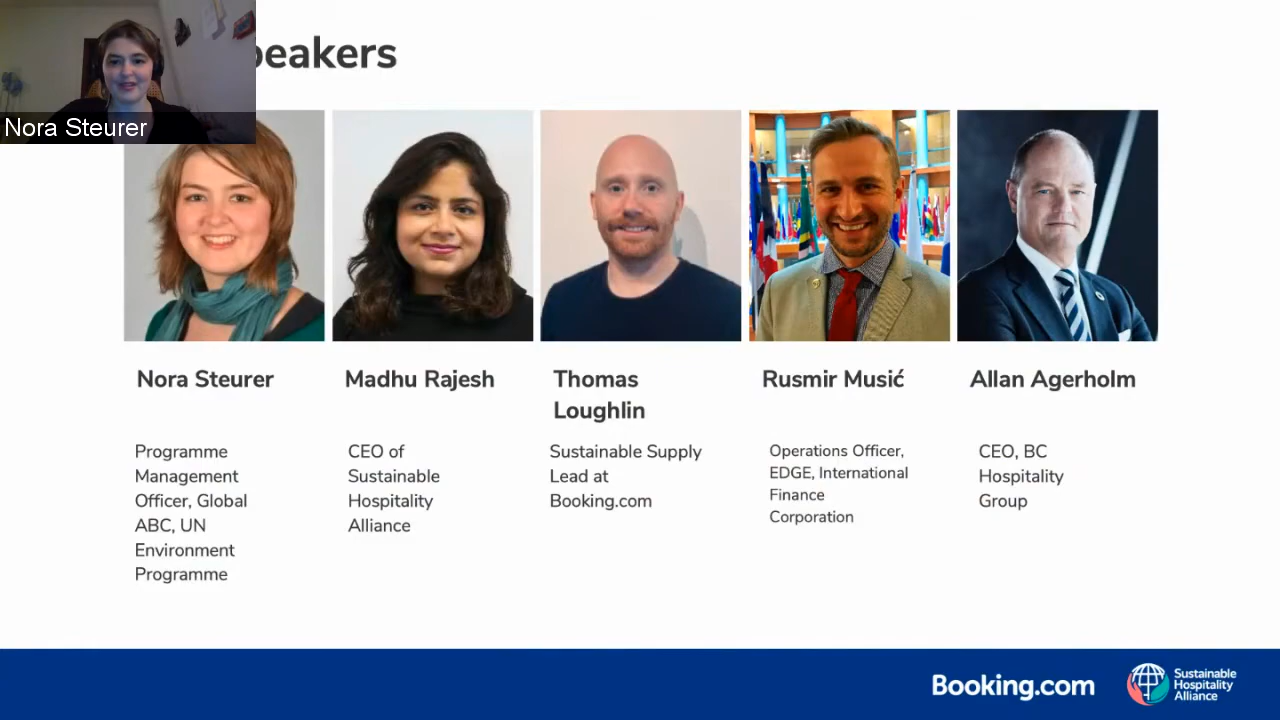 peakers
Nora Steurer
Nora Steurer
Programme
Management
Officer, Global
ABC, UN
Environment
Programme
Madhu Rajesh
CEO of
Sustainable
Hospitality
Alliance
Thomas
Loughlin
Sustainable Supply
Lead at
Booking.com
Rusmir Musić
Operations Officer,
EDGE, International
Finance
Corporation
Allan Agerholm
CEO, BC
Hospitality
Group
Booking.com
Sustainable
Hospitality
Alliance